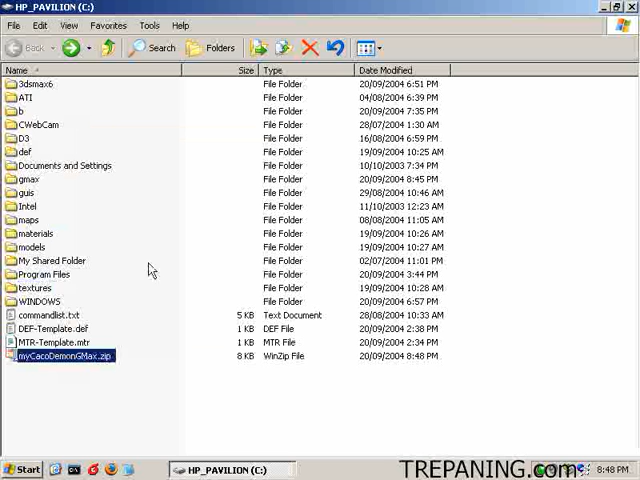 HP_PAVILION (C:)
File Edit View Favorites Tools Help
Back Search Folders
Name Size Type Date Modified
3dsmax6 File Folder 20/09/2004 6:51 PM
ATI File Folder 04/08/2004 6:39 PM
b File Folder 20/09/2004 7:35 PM
CWebCam File Folder 28/07/2004 1:30 AM
D3 File Folder 16/08/2004 6:59 PM
def File Folder 19/09/2004 10:25 AM
Documents and Settings File Folder 10/10/2003 7:34 PM
gmax File Folder 20/09/2004 8:45 PM
guis File Folder 29/08/2004 10:46 AM
Intel File Folder 11/10/2003 12:23 AM
maps File Folder 08/08/2004 11:05 AM
materials File Folder 19/09/2004 10:26 AM
models File Folder 19/09/2004 10:27 AM
My Shared Folder File Folder 02/07/2004 11:01 PM
Program Files File Folder 20/09/2004 3:44 PM
textures File Folder 19/09/2004 10:28 AM
WINDOWS File Folder 20/09/2004 6:57 PM
commandlist.txt 5 KB Text Document 28/08/2004 10:33 AM
DEF-Template.def 1 KB DEF File 20/09/2004 2:38 PM
MTR-Template.mtr 1 KB MTR File 20/09/2004 2:34 PM
myCacoDemonGMax.zip 8 KB WinZip File 20/09/2004 8:48 PM
Start HP_PAVILION (C:) TREPANING.com 8:48 PM